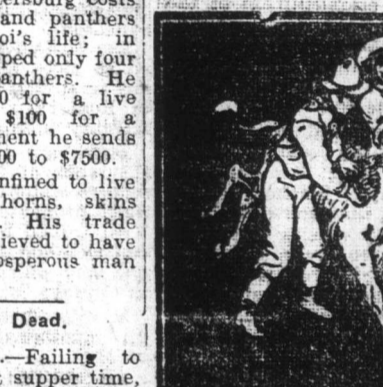 ersburg costs
and panthers
oi's life; in
ped only four
anthers. He
0 for a live
$100 for a
ment he sends
00 to $7500.
nfined to live
horns, skins
. His trade
ieved to have
osperous man
Dead.
.—Failing to
supper time,